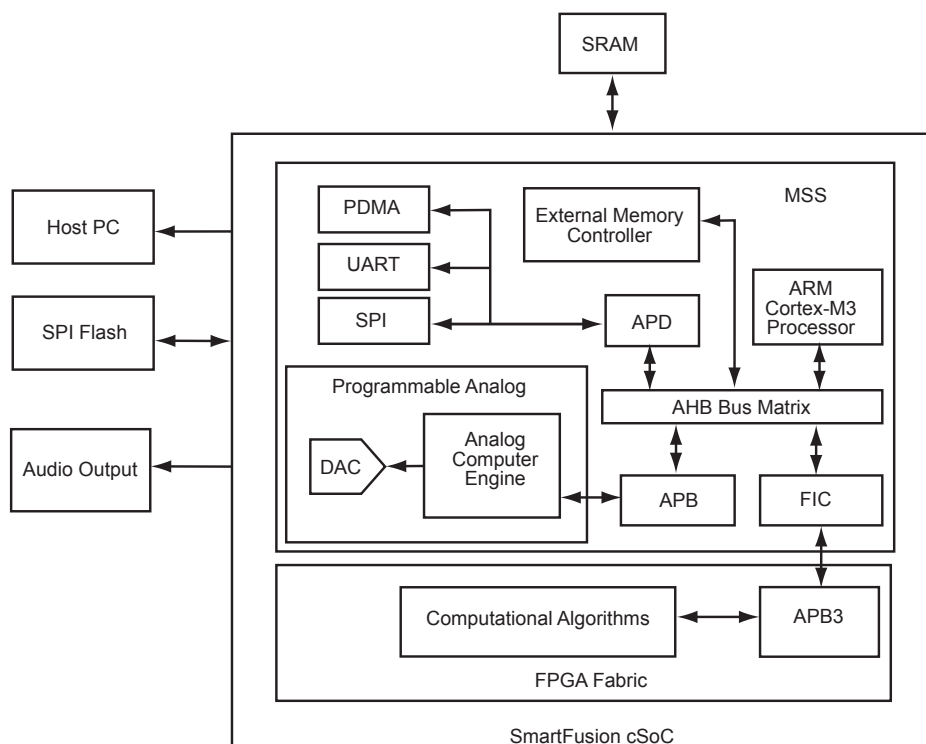 SRAM
MSS
PDMA
External Memory
Controller
Host PC
UART
ARM
Cortex-M3
Processor
SPI Flash
SPI
APD
Programmable Analog
AHB Bus Matrix
Audio Output
DAC
Analog
Computer
Engine
APB
FIC
Computational Algorithms
APB3
FPGA Fabric
SmartFusion cSoC